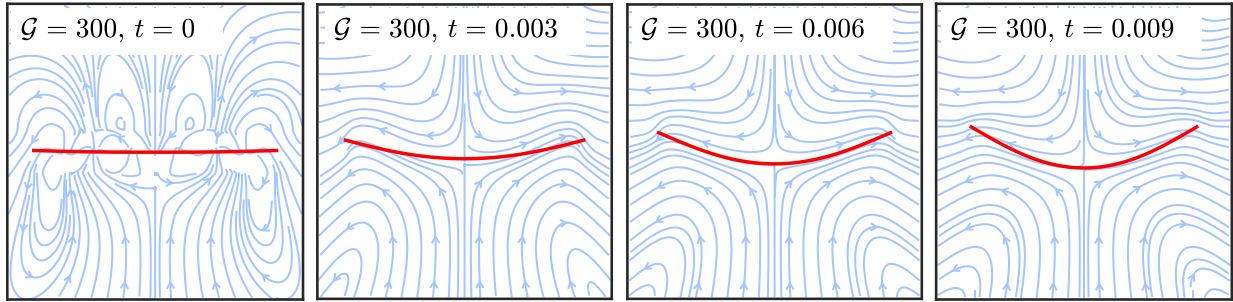 𝒢 = 300, t = 0
𝒢 = 300, t = 0.003
𝒢 = 300, t = 0.006
𝒢 = 300, t = 0.009